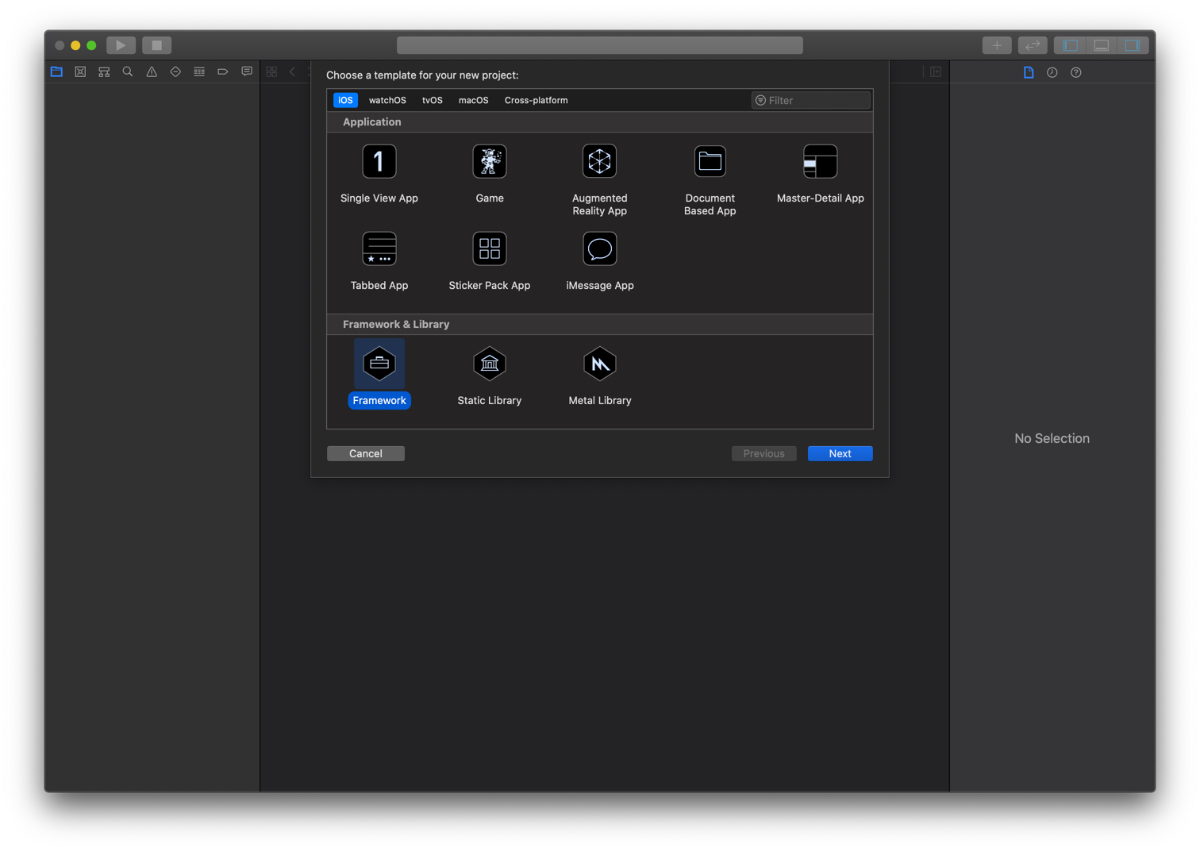 Choose a template for your new project:
iOS watchOS tvOS macOS Cross-platform Filter
Application
1
Single View App Game Augmented Reality App Document Based App Master-Detail App
Tabbed App Sticker Pack App iMessage App
Framework & Library
Framework Static Library Metal Library
No Selection
Cancel Previous Next